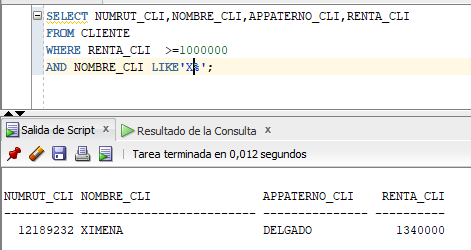 SELECT NUMRUT_CLI,NOMBRE_CLI,APPATERNO_CLI,RENTA_CLI
FROM CLIENTE
WHERE RENTA_CLI  >=1000000
AND NOMBRE_CLI LIKE'X%';
Salida de Script x Resultado de la Consulta x
Tarea terminada en 0,012 segundos
NUMRUT_CLI NOMBRE_CLI                APPATERNO_CLI    RENTA_CLI
---------- ------------------------- --------------- ----------
  12189232 XIMENA                    DELGADO            1340000